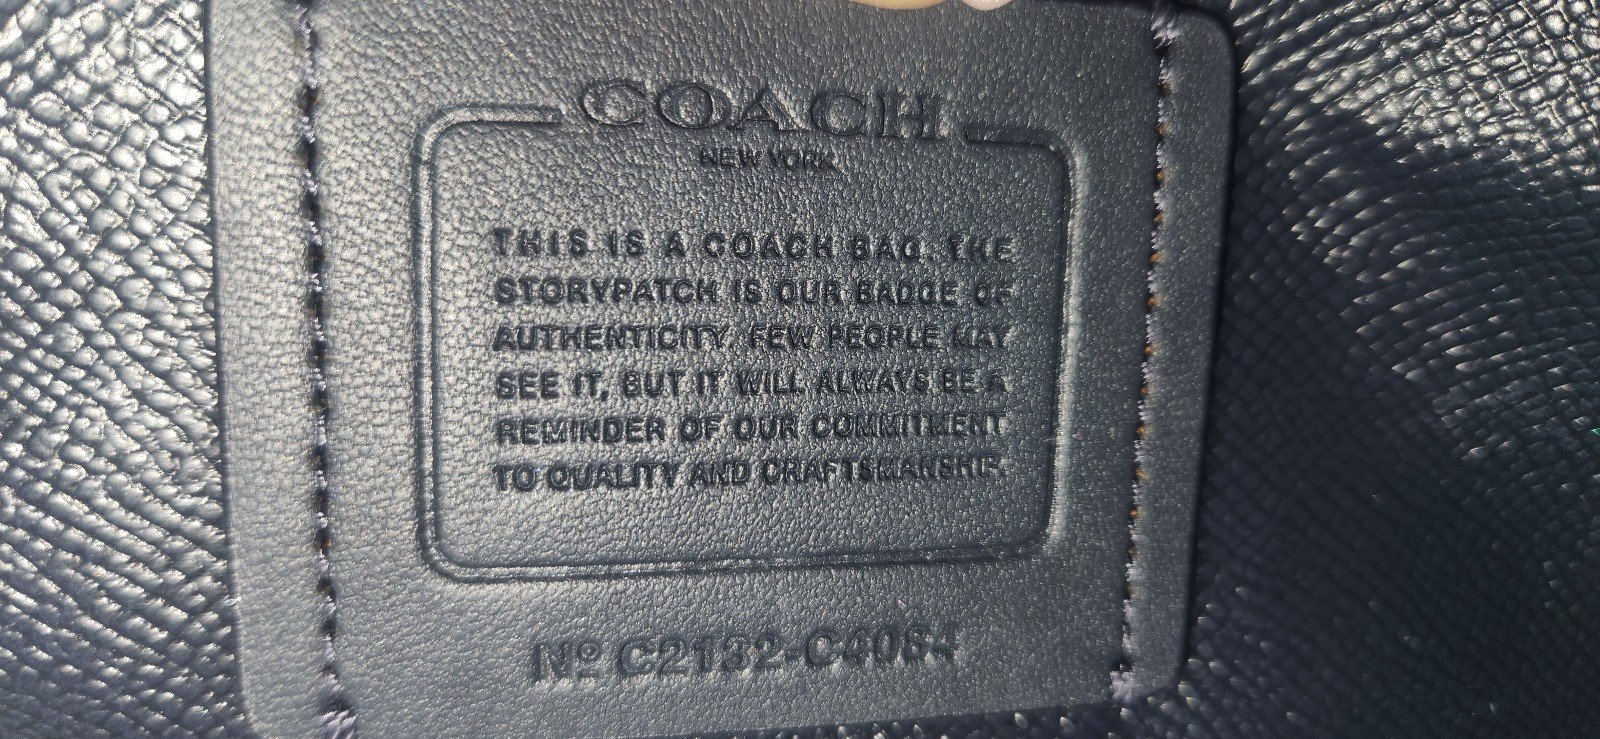 COACH
NEW YORK
THIS IS A COACH BAG. THE
STORYPATCH IS OUR BADGE OF
AUTHENTICITY. FEW PEOPLE MAY
SEE IT, BUT IT WILL ALWAYS BE A
REMINDER OF OUR COMMITMENT
TO QUALITY AND CRAFTSMANSHIP.
Nº C2132-C4084